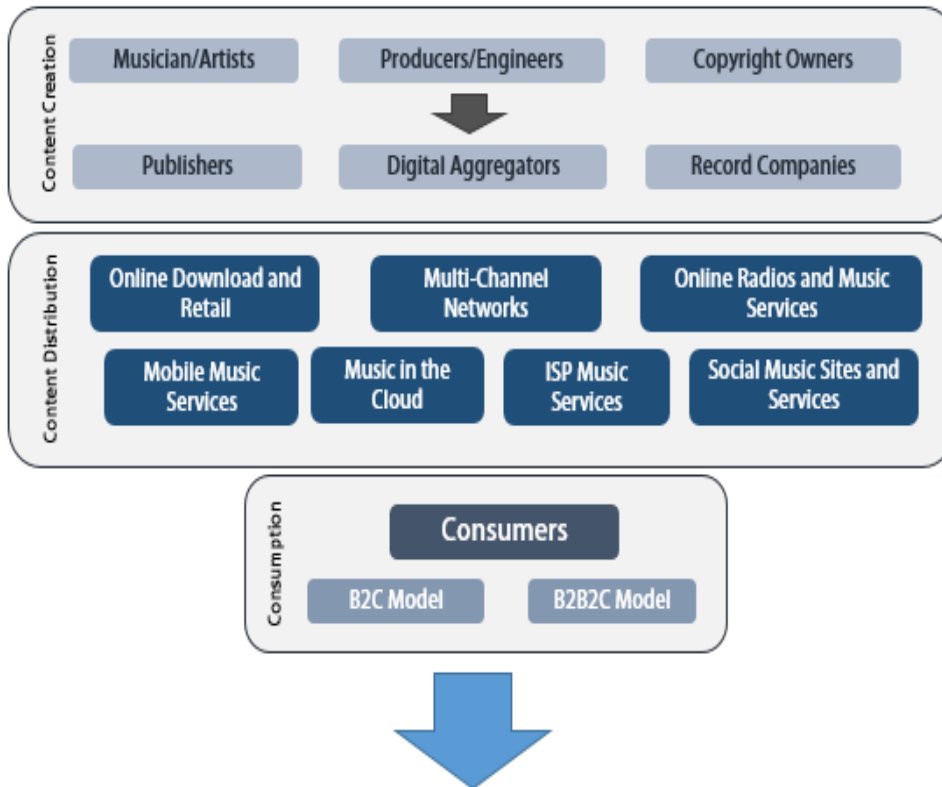 Content Creation
Musician/Artists
Producers/Engineers
Copyright Owners
Publishers
Digital Aggregators
Record Companies
Content Distribution
Online Download and
Retail
Multi-Channel
Networks
Online Radios and Music
Services
Mobile Music
Services
Music in the
Cloud
ISP Music
Services
Social Music Sites and
Services
Consumption
Consumers
B2C Model
B2B2C Model